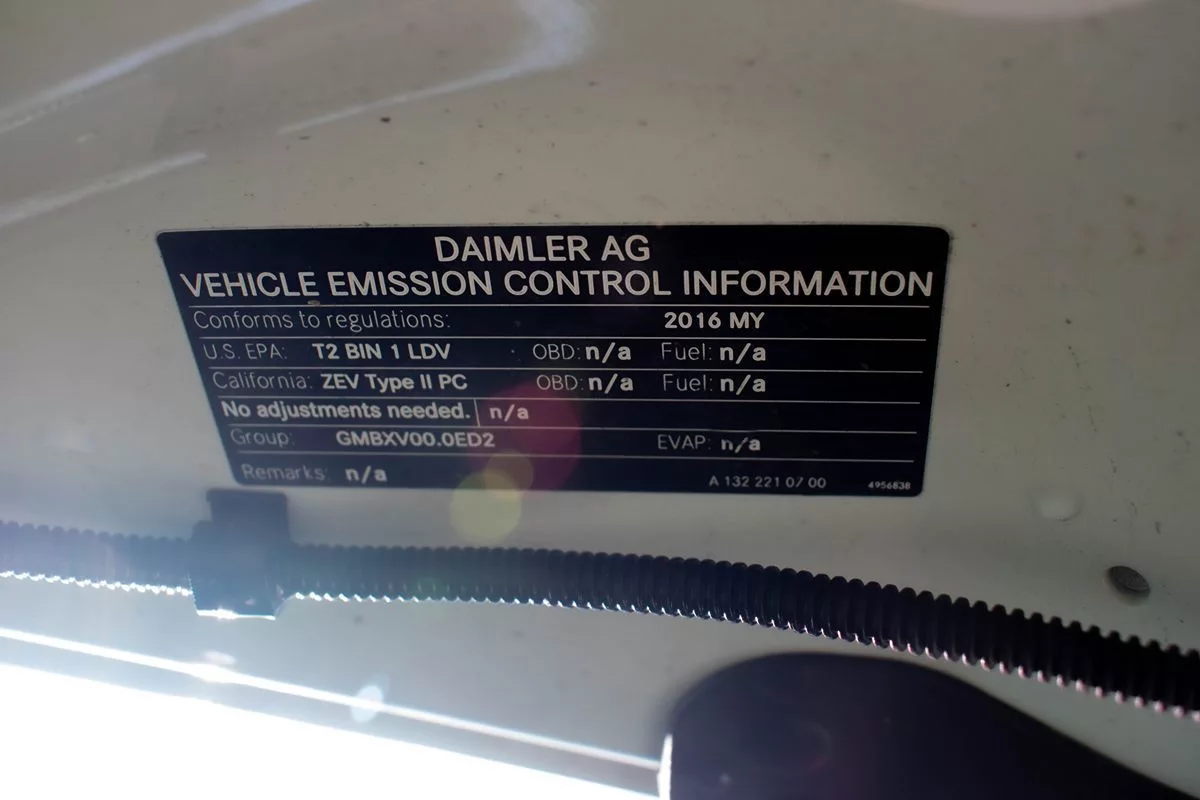 DAIMLER AG
VEHICLE EMISSION CONTROL INFORMATION
Conforms to regulations: 2016 MY
U.S. EPA: T2 BIN 1 LDV OBD: n/a Fuel: n/a
California: ZEV Type II PC OBD: n/a Fuel: n/a
No adjustments needed. n/a
Group: GMBXV00.0ED2 EVAP: n/a
Remarks: n/a A 132 221 07 00 4956838